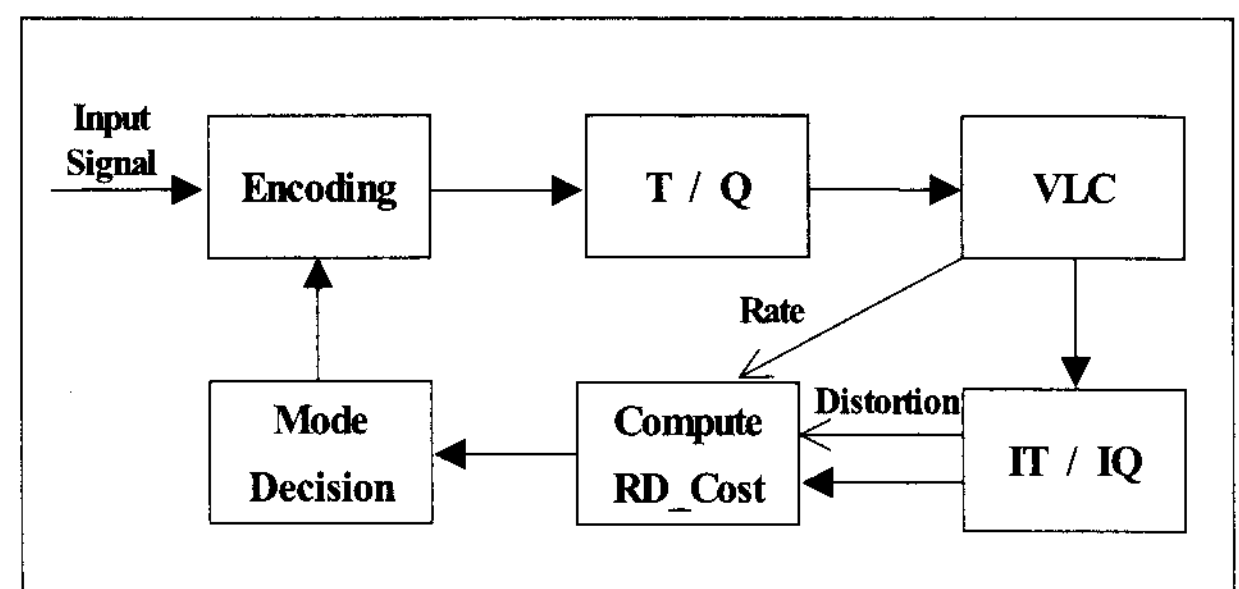 Input
Signal
Encoding
T / Q
VLC
Rate
Mode
Decision
Compute
RD_Cost
Distortion
IT / IQ